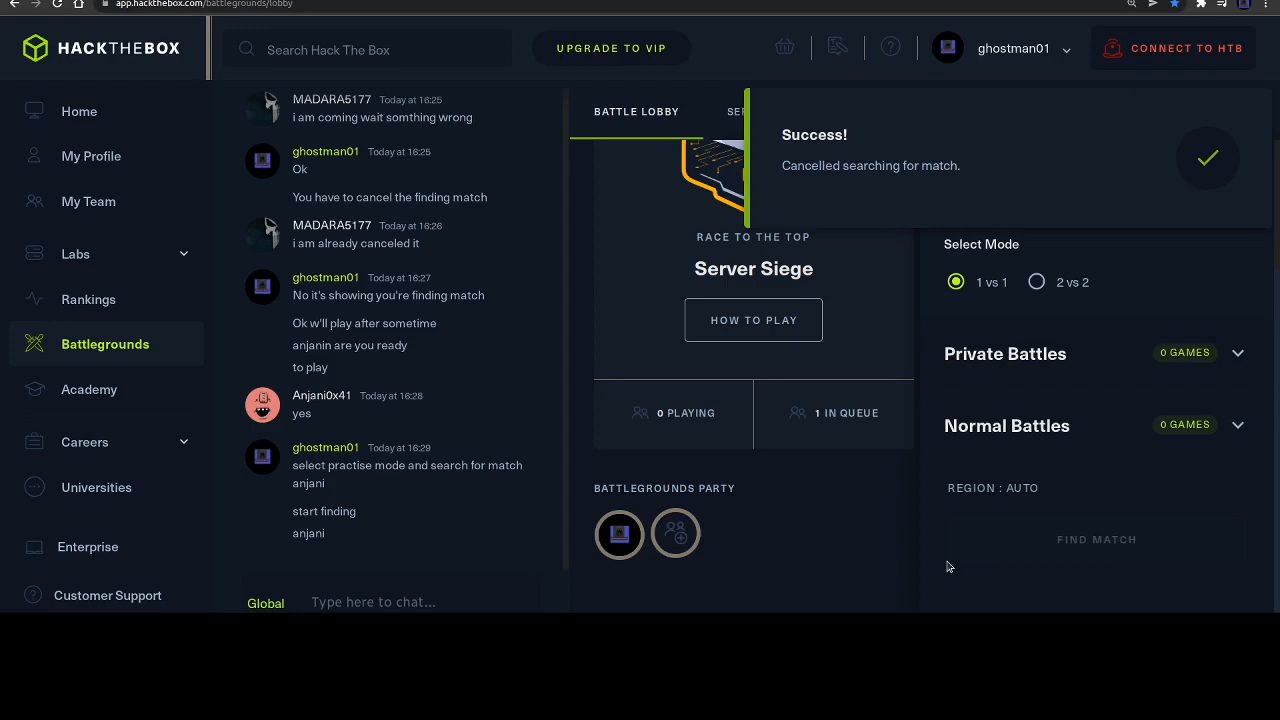 app.hackthebox.com/battlegrounds/lobby
HACKTHEBOX
Search Hack The Box
UPGRADE TO VIP
ghostman01
CONNECT TO HTB
Home
My Profile
My Team
Labs
Rankings
Battlegrounds
Academy
Careers
Universities
Enterprise
Customer Support
MADARA5177 Today at 16:25
i am coming wait somthing wrong
ghostman01 Today at 16:25
Ok
You have to cancel the finding match
MADARA5177 Today at 16:26
i am already canceled it
ghostman01 Today at 16:27
No it's showing you're finding match
Ok w'll play after sometime
anjanin are you ready
to play
Anjani0x41 Today at 16:28
yes
ghostman01 Today at 16:29
select practise mode and search for match
anjani
start finding
anjani
Global Type here to chat...
BATTLE LOBBY
RACE TO THE TOP
Server Siege
HOW TO PLAY
0 PLAYING
1 IN QUEUE
BATTLEGROUNDS PARTY
Success!
Cancelled searching for match.
Select Mode
1 vs 1 2 vs 2
Private Battles 0 GAMES
Normal Battles 0 GAMES
REGION : AUTO
FIND MATCH